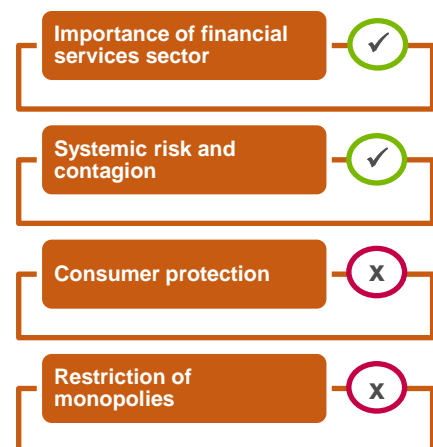 Importance of financial
services sector
✓
Systemic risk and
contagion
✓
Consumer protection
x
Restriction of
monopolies
x